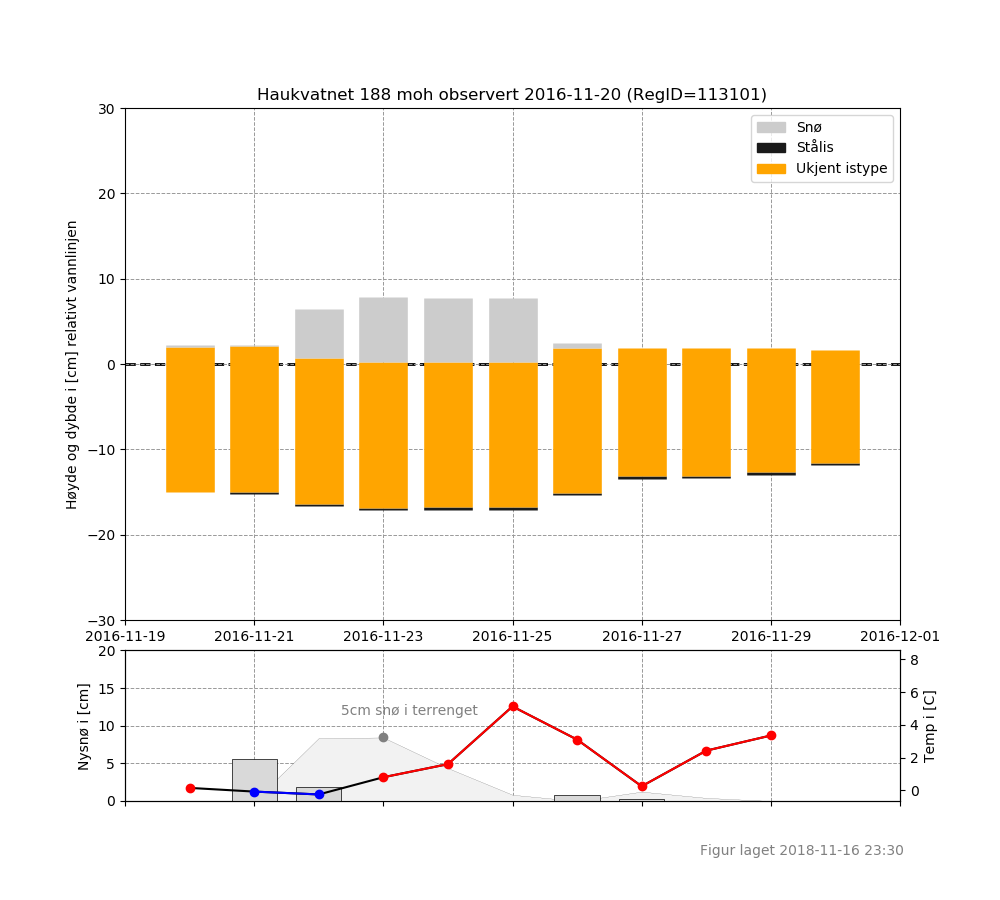 Haukvatnet 188 moh observert 2016-11-20 (RegID=113101)
Snø
Stålis
Ukjent istype
Høyde og dybde i [cm] relativt vannlinjen
30
20
10
0
−10
−20
−30
2016-11-19 2016-11-21 2016-11-23 2016-11-25 2016-11-27 2016-11-29 2016-12-01
Nysnø i [cm]
20
15
10
5
0
5cm snø i terrenget
8
6
4
2
0
Temp i [C]
Figur laget 2018-11-16 23:30